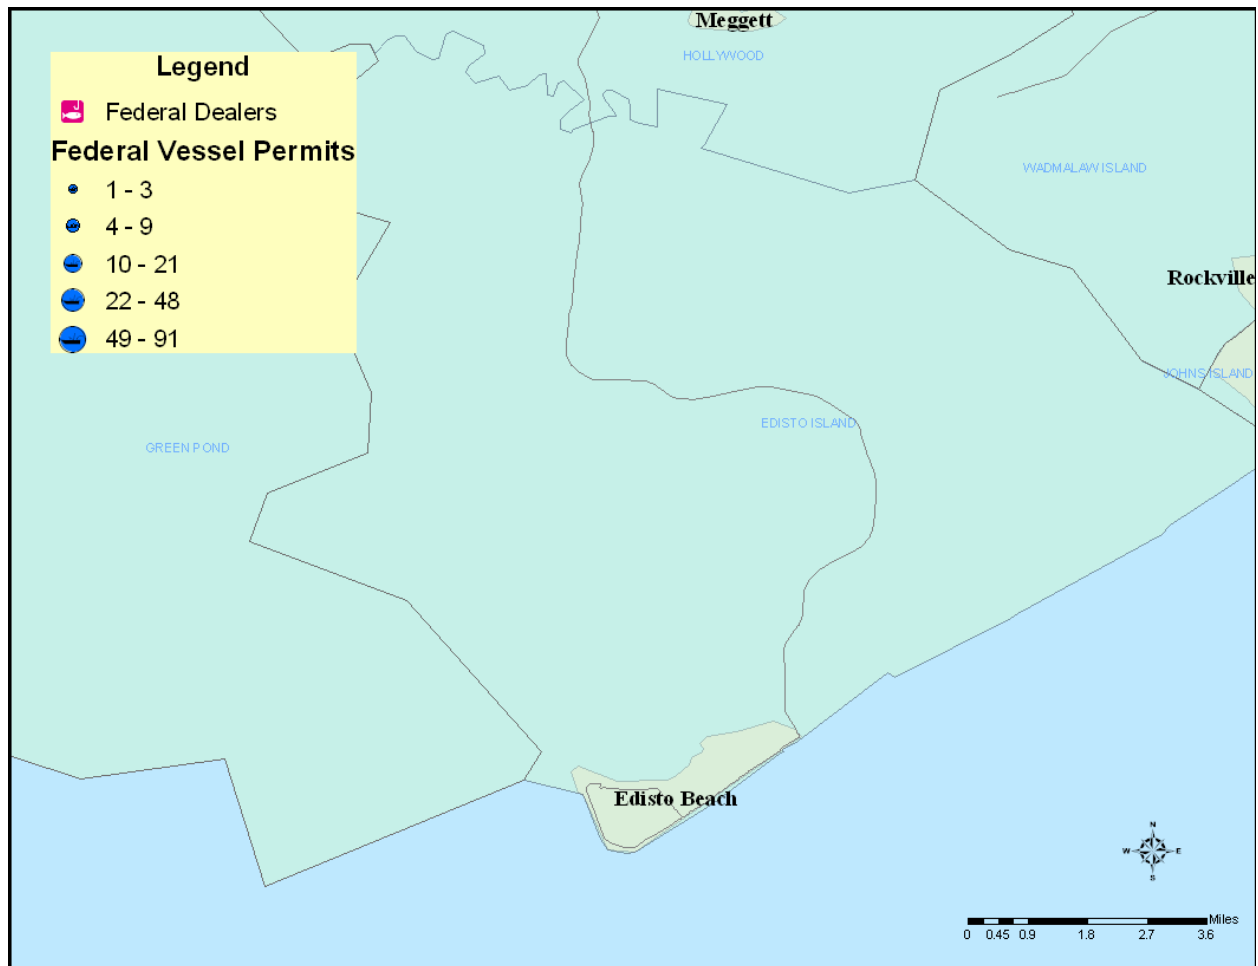 Meggett
HOLLYWOOD
Legend
Federal Dealers
Federal Vessel Permits
1 - 3
4 - 9
10 - 21
22 - 48
49 - 91
WADMALAW ISLAND
Rockville
JOHNS ISLAND
EDISTO ISLAND
GREEN POND
Edisto Beach
N
W E
S
Miles
0 0.45 0.9 1.8 2.7 3.6